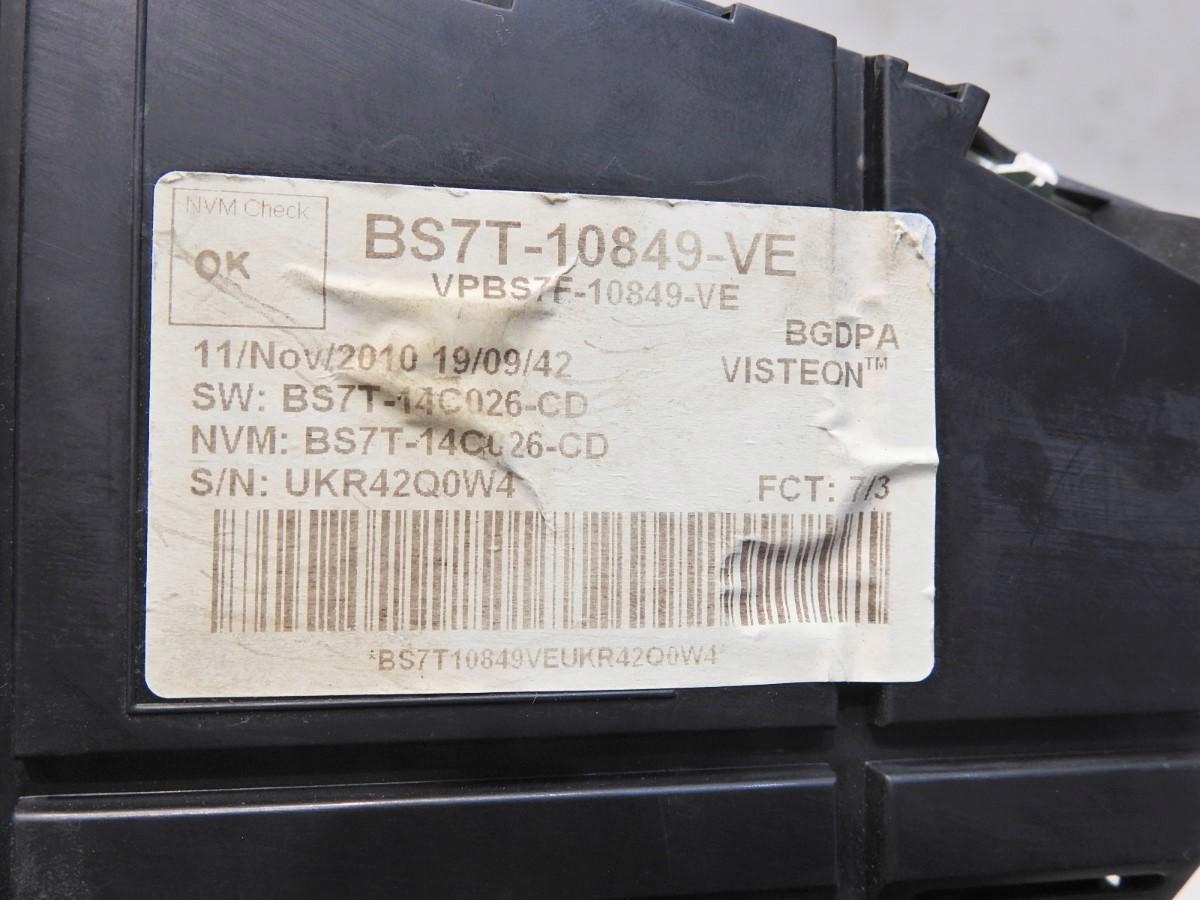 NVM Check
OK
BS7T-10849-VE
VPBS7F-10849-VE
BGDPA
11/Nov/2010 19/09/42
VISTEON™
SW: BS7T-14C026-CD
NVM: BS7T-14C026-CD
S/N: UKR42Q0W4
FCT: 7/3
*BS7T10849VEUKR42Q0W4*